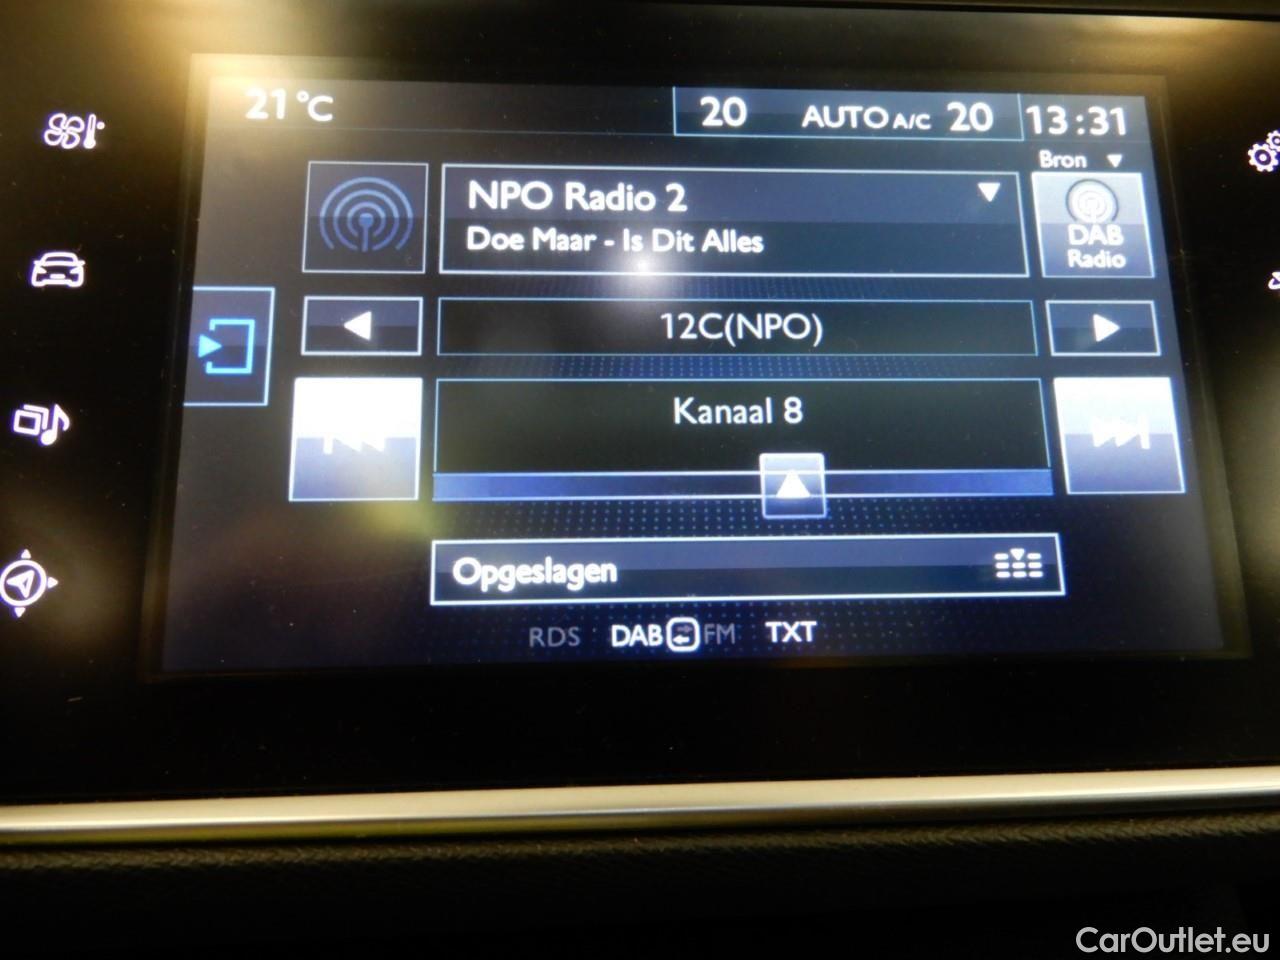 21 °C
20 AUTO A/C 20 13:31
Bron
NPO Radio 2
Doe Maar - Is Dit Alles
DAB
Radio
12C(NPO)
Kanaal 8
Opgeslagen
RDS DAB FM TXT
CarOutlet.eu